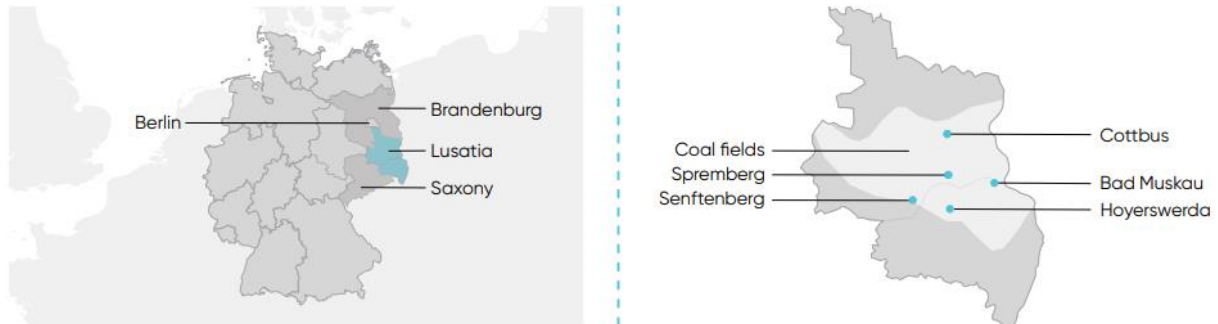 Berlin
Brandenburg
Lusatia
Saxony
Coal fields
Spremberg
Senftenberg
Cottbus
Bad Muskau
Hoyerswerda